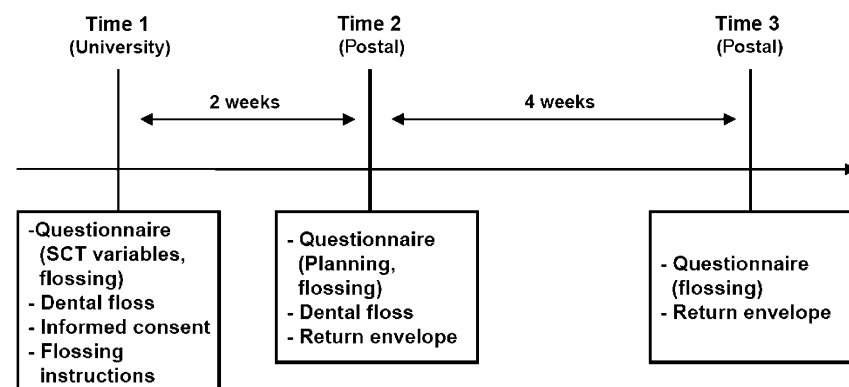 Time 1
(University)
Time 2
(Postal)
Time 3
(Postal)
2 weeks
4 weeks
-Questionnaire
(SCT variables,
flossing)
- Dental floss
- Informed consent
- Flossing
instructions
- Questionnaire
(Planning,
flossing)
- Dental floss
- Return envelope
- Questionnaire
(flossing)
- Return envelope